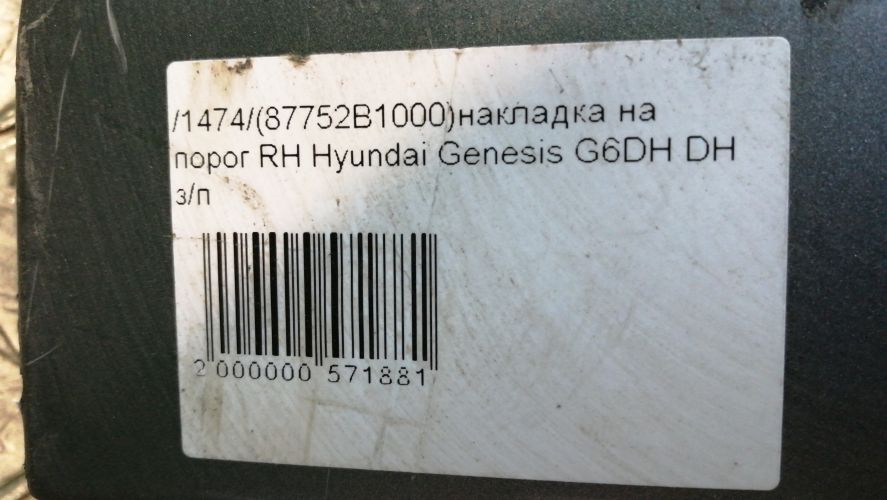 /1474/(87752B1000)накладка на
порог RH Hyundai Genesis G6DH DH
з/п
2 000000 571881